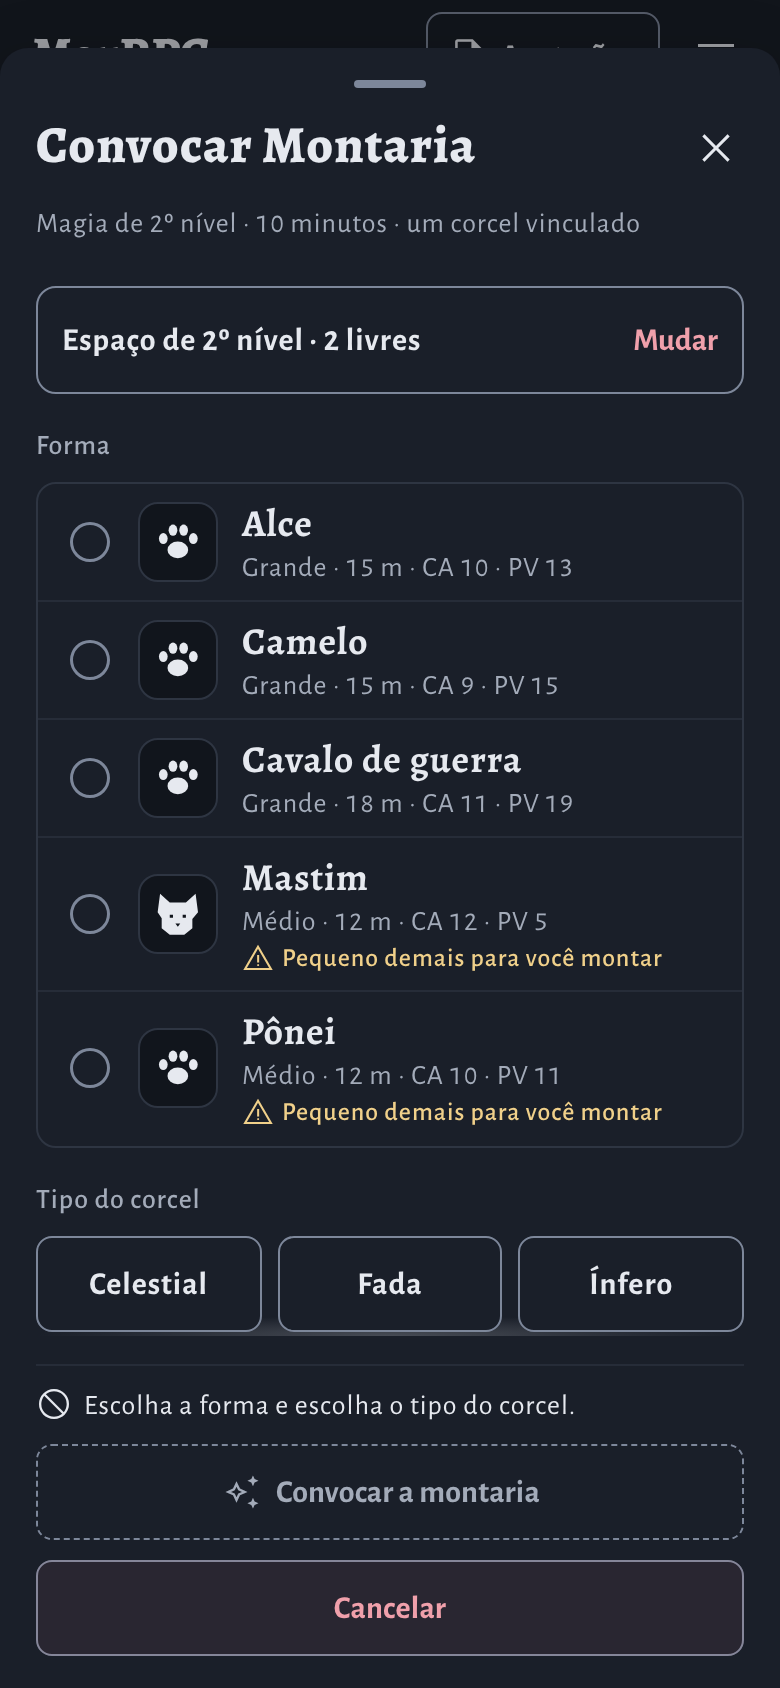 Convocar Montaria
Magia de 2º nível · 10 minutos · um corcel vinculado
Espaço de 2º nível · 2 livres
Mudar
Forma
Alce
Grande · 15 m · CA 10 · PV 13
Camelo
Grande · 15 m · CA 9 · PV 15
Cavalo de guerra
Grande · 18 m · CA 11 · PV 19
Mastim
Médio · 12 m · CA 12 · PV 5
Pequeno demais para você montar
Pônei
Médio · 12 m · CA 10 · PV 11
Pequeno demais para você montar
Tipo do corcel
Celestial
Fada
Ínfero
Escolha a forma e escolha o tipo do corcel.
Convocar a montaria
Cancelar